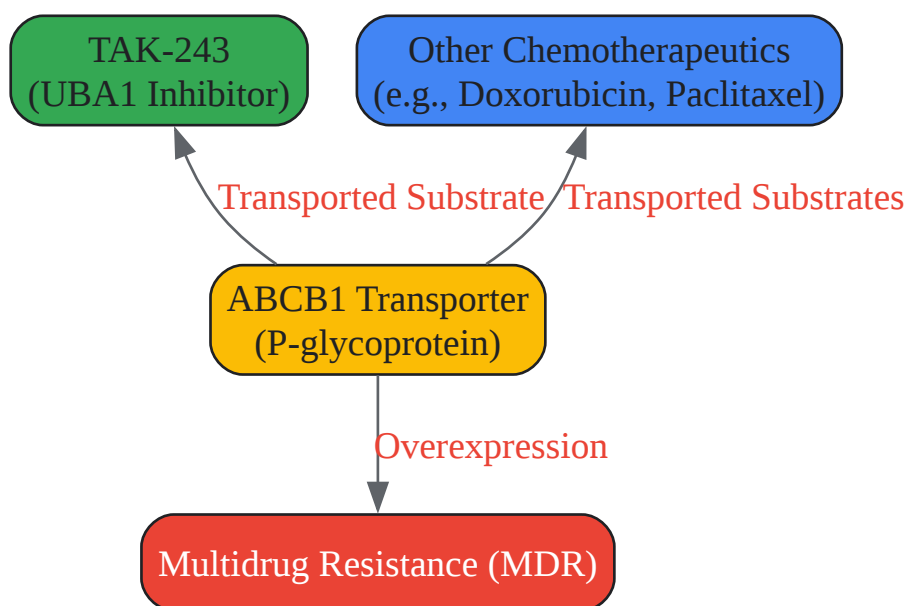 TAK-243
(UBA1 Inhibitor)
Other Chemotherapeutics
(e.g., Doxorubicin, Paclitaxel)
Transported Substrate
Transported Substrates
ABCB1 Transporter
(P-glycoprotein)
Overexpression
Multidrug Resistance (MDR)